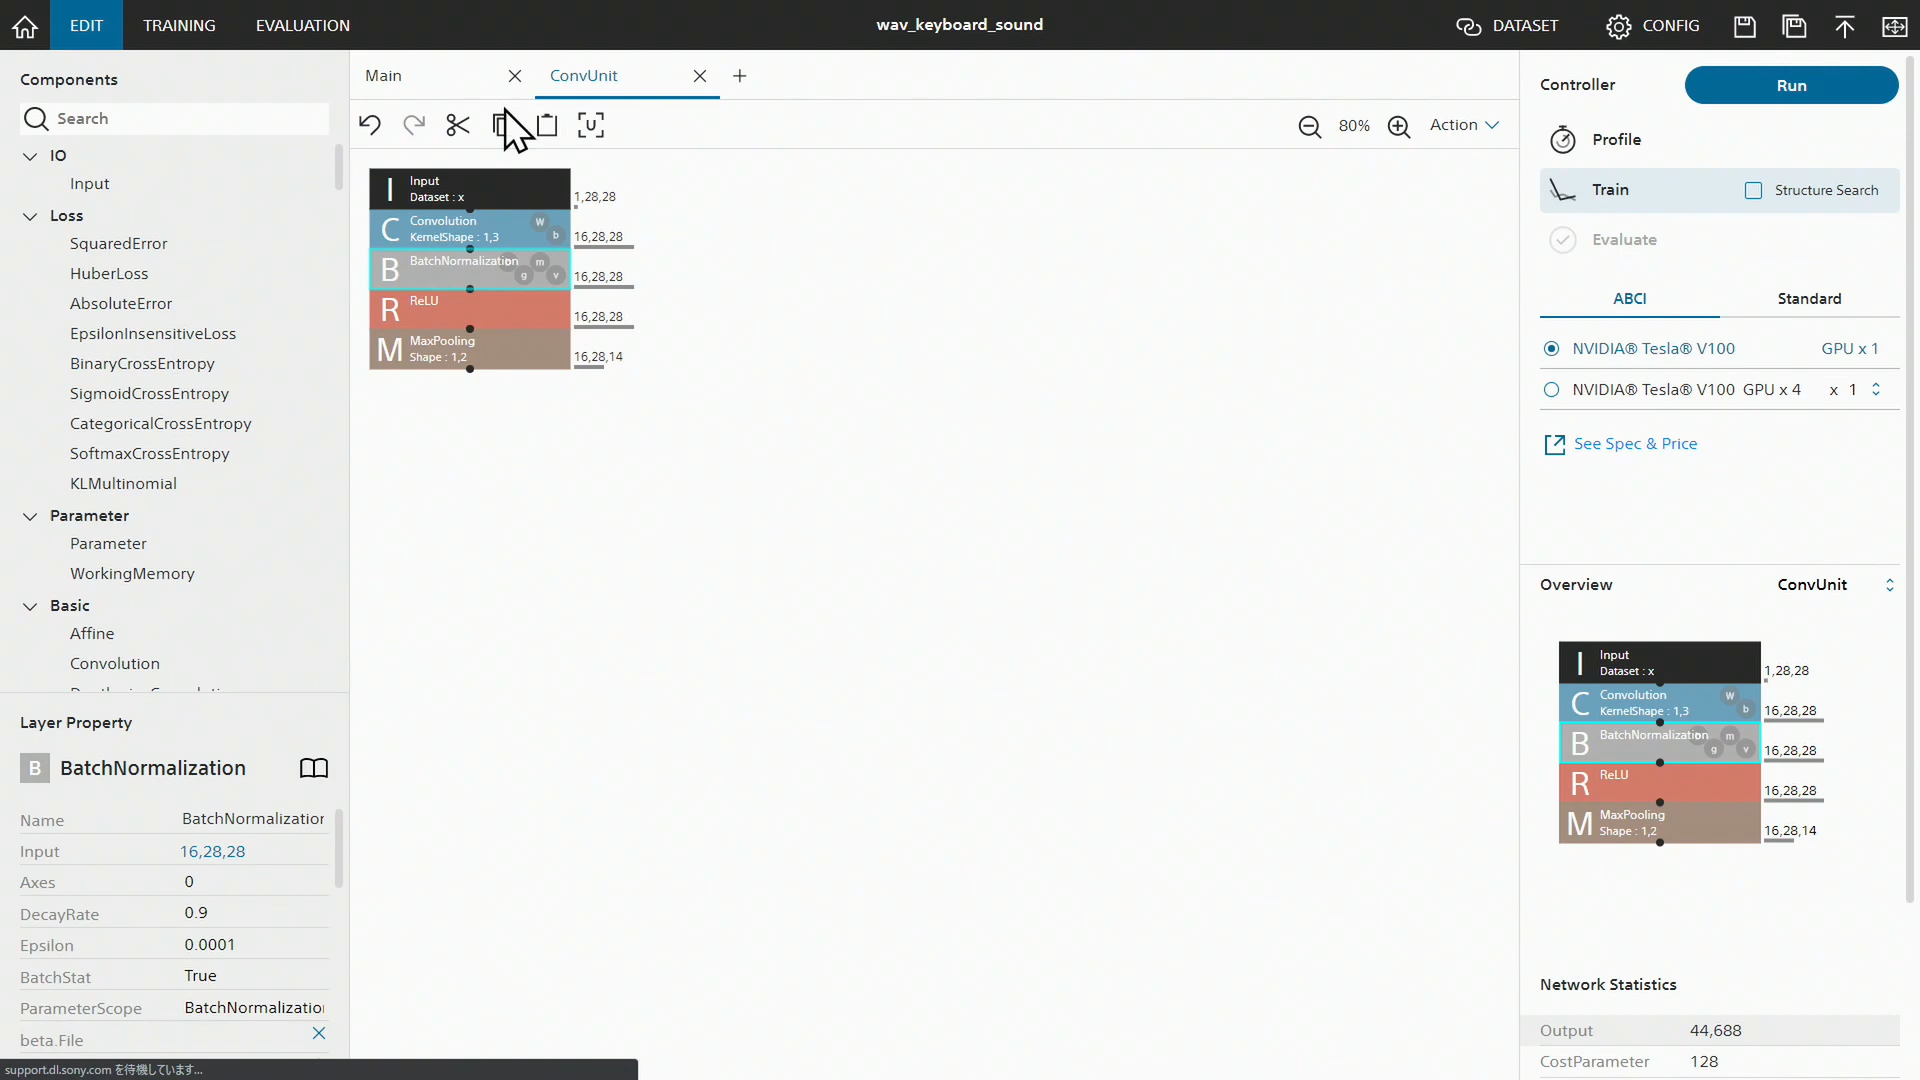 EDIT
TRAINING
EVALUATION
wav_keyboard_sound
DATASET
CONFIG
Components
Search
IO
Input
Loss
SquaredError
HuberLoss
AbsoluteError
EpsilonInsensitiveLoss
BinaryCrossEntropy
SigmoidCrossEntropy
CategoricalCrossEntropy
SoftmaxCrossEntropy
KLMultinomial
Parameter
Parameter
WorkingMemory
Basic
Affine
Convolution
Layer Property
B BatchNormalization
Name BatchNormalization
Input 16,28,28
Axes 0
DecayRate 0.9
Epsilon 0.0001
BatchStat True
ParameterScope BatchNormalization
beta.File
support.dl.sony.com を待機しています...
Main
ConvUnit
80%
Action
I Input
Dataset : x
1,28,28
C Convolution
KernelShape : 1,3
W b
16,28,28
B BatchNormalization
b m g v
16,28,28
R ReLU
16,28,28
M MaxPooling
Shape : 1,2
16,28,14
Controller
Run
Profile
Train
Structure Search
Evaluate
ABCI
Standard
NVIDIA® Tesla® V100 GPU x 1
NVIDIA® Tesla® V100 GPU x 4 x 1
See Spec & Price
Overview
ConvUnit
I Input
Dataset : x
1,28,28
C Convolution
KernelShape : 1,3
W b
16,28,28
B BatchNormalization
b m g v
16,28,28
R ReLU
16,28,28
M MaxPooling
Shape : 1,2
16,28,14
Network Statistics
Output 44,688
CostParameter 128